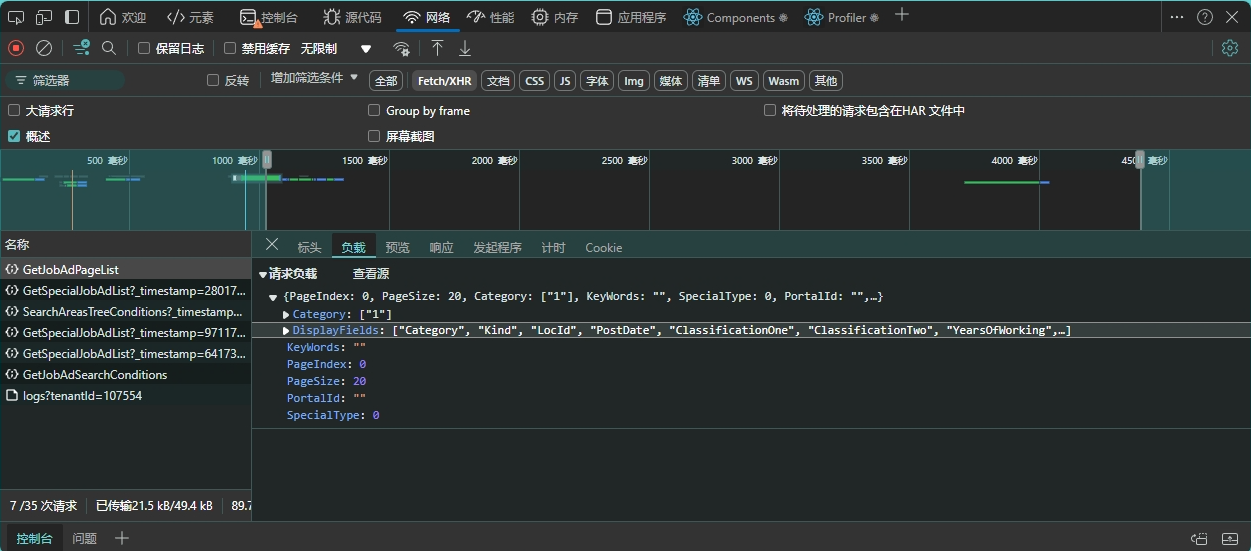 欢迎 元素 控制台 源代码 网络 性能 内存 应用程序 Components Profiler
保留日志 禁用缓存 无限制
筛选器 反转 增加筛选条件 全部 Fetch/XHR 文档 CSS JS 字体 Img 媒体 清单 WS Wasm 其他
大请求行 Group by frame 将待处理的请求包含在HAR 文件中
概述 屏幕截图
500 毫秒 1000 毫秒 1500 毫秒 2000 毫秒 2500 毫秒 3000 毫秒 3500 毫秒 4000 毫秒 4500 毫秒
名称 标头 负载 预览 响应 发起程序 计时 Cookie
GetJobAdPageList
GetSpecialJobAdList?_timestamp=28017...
SearchAreasTreeConditions?_timestamp...
GetSpecialJobAdList?_timestamp=97117...
GetSpecialJobAdList?_timestamp=64173...
GetJobAdSearchConditions
logs?tenantId=107554
请求负载 查看源
{PageIndex: 0, PageSize: 20, Category: ["1"], KeyWords: "", SpecialType: 0, PortalId: "",…}
Category: ["1"]
DisplayFields: ["Category", "Kind", "LocId", "PostDate", "ClassificationOne", "ClassificationTwo", "YearsOfWorking",…]
KeyWords: ""
PageIndex: 0
PageSize: 20
PortalId: ""
SpecialType: 0
7 /35 次请求 已传输21.5 kB/49.4 kB 89.7
控制台 问题